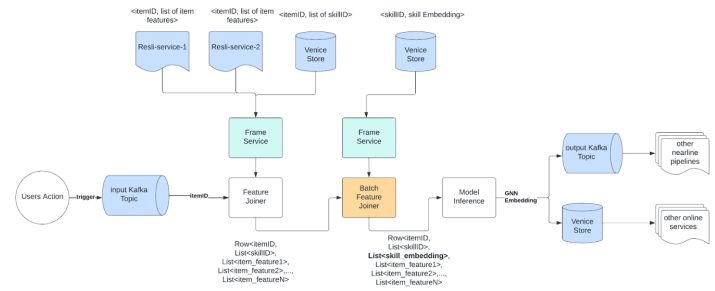 <itemID, list of item
features>
<itemID, list of item
features>
<itemID, list of skillID>
<skillID, skill Embedding>
Resli-service-1
Resli-service-2
Venice
Store
Venice
Store
Frame
Service
Frame
Service
Users Action
trigger
input Kafka
Topic
itemID
Feature
Joiner
Batch
Feature
Joiner
Model
Inference
GNN
Embedding
output Kafka
Topic
other
nearline
pipelines
Venice
Store
other online
services
Row<itemID,
List<skillID>,
List<item_feature1>,
List<item_feature2>,...,
List<item_featureN>
Row<itemID,
List<skillID>,
List<skill_embedding>,
List<item_feature1>,
List<item_feature2>,...,
List<item_featureN>